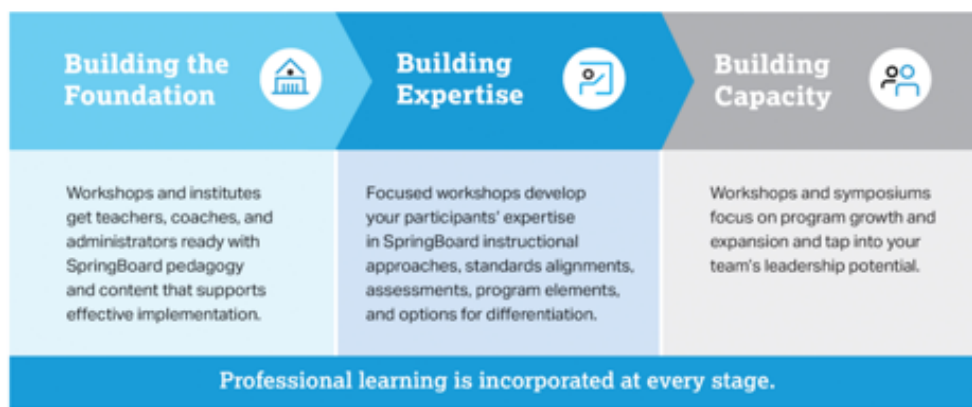 Building the
Foundation
Workshops and institutes
get teachers, coaches, and
administrators ready with
SpringBoard pedagogy
and content that supports
effective implementation.
Building
Expertise
Focused workshops develop
your participants' expertise
in SpringBoard instructional
approaches, standards alignments,
assessments, program elements,
and options for differentiation.
Building
Capacity
Workshops and symposiums
focus on program growth and
expansion and tap into your
team's leadership potential.
Professional learning is incorporated at every stage.